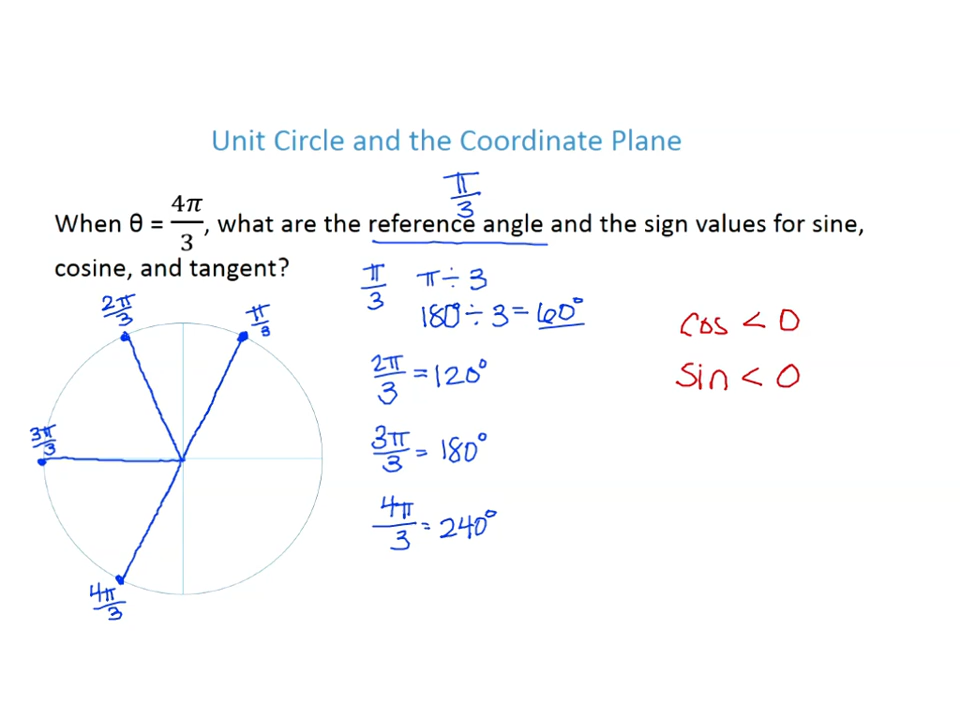 Unit Circle and the Coordinate Plane
π/3
When θ = 4π/3, what are the reference angle and the sign values for sine,
cosine, and tangent?
π/3 π÷3
180°÷3=60°
2π/3 = 120°
3π/3 = 180°
4π/3 = 240°
2π/3
π/3
3π/3
4π/3
cos < 0
sin < 0